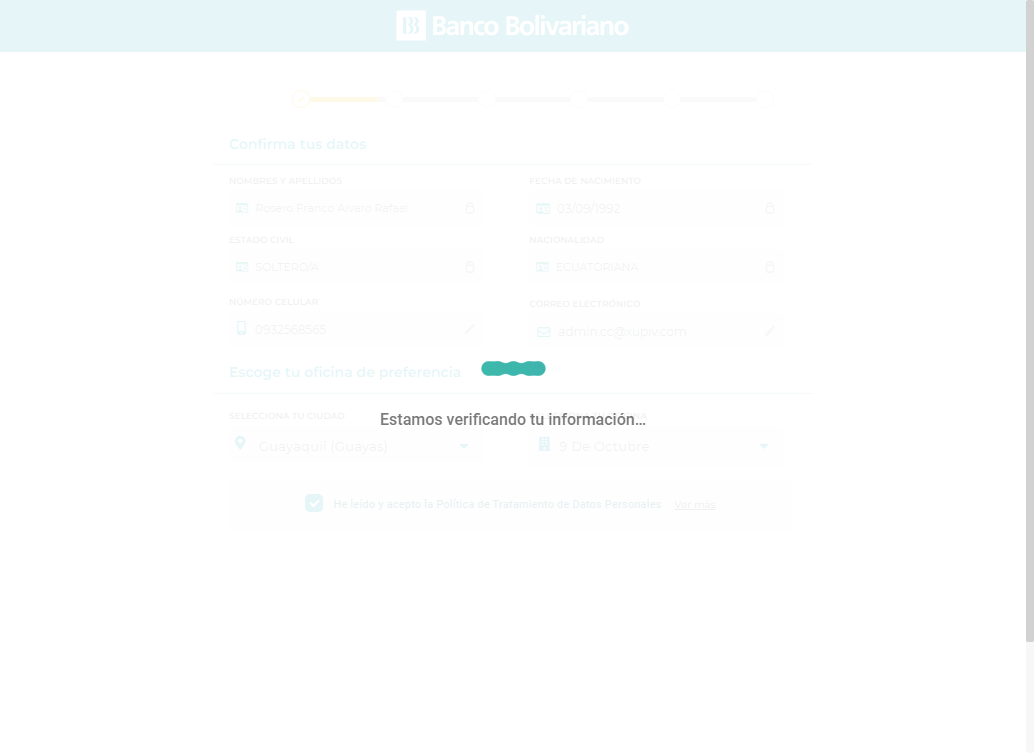 Banco Bolivariano
Confirma tus datos
NOMBRES Y APELLIDOS
FECHA DE NACIMIENTO
Rosero Franco Alvaro Rafael
03/09/1992
ESTADO CIVIL
NACIONALIDAD
SOLTERO/A
ECUATORIANA
NÚMERO CELULAR
CORREO ELECTRÓNICO
0932568565
admin.cc@xupiv.com
Escoge tu oficina de preferencia
SELECCIONA TU CIUDAD
Estamos verificando tu información...
Guayaquil (Guayas)
9 De Octubre
He leído y acepto la Política de Tratamiento de Datos Personales
Ver más